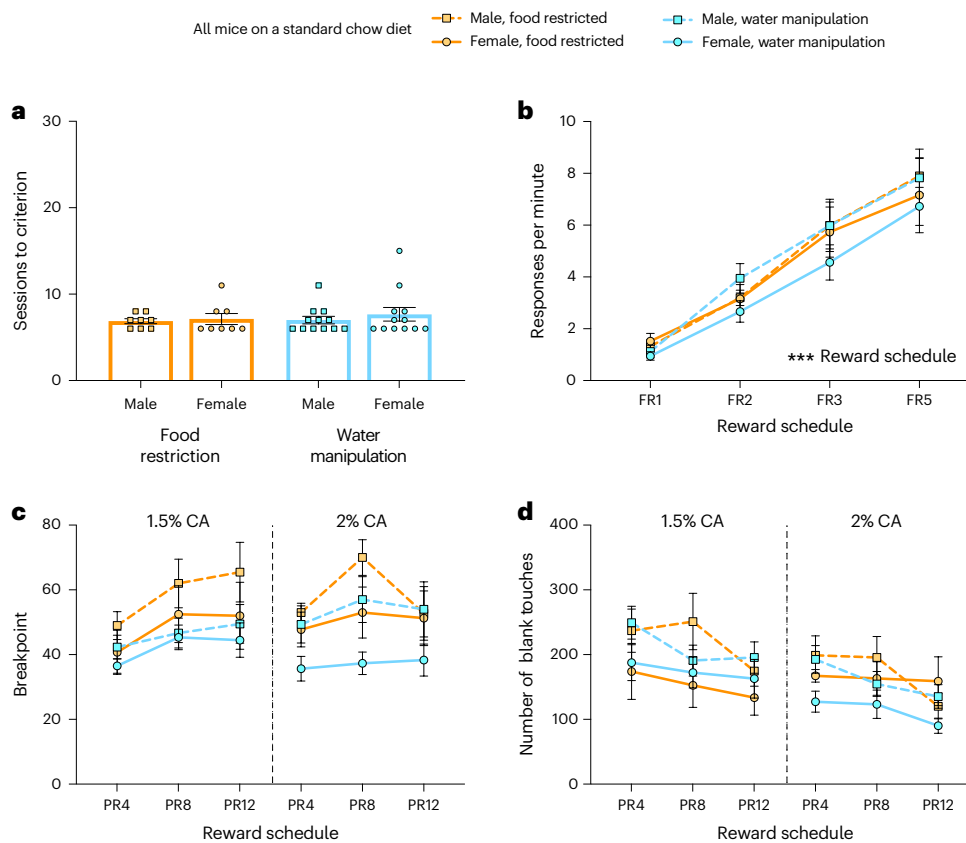 All mice on a standard chow diet
Male, food restricted
Female, food restricted
Male, water manipulation
Female, water manipulation
a
Sessions to criterion
30
20
10
0
Male
Female
Male
Female
Food
restriction
Water
manipulation
b
Responses per minute
10
8
6
4
2
0
*** Reward schedule
FR1
FR2
FR3
FR5
Reward schedule
c
1.5% CA
2% CA
Breakpoint
80
60
40
20
0
PR4
PR8
PR12
PR4
PR8
PR12
Reward schedule
d
1.5% CA
2% CA
Number of blank touches
400
300
200
100
0
PR4
PR8
PR12
PR4
PR8
PR12
Reward schedule